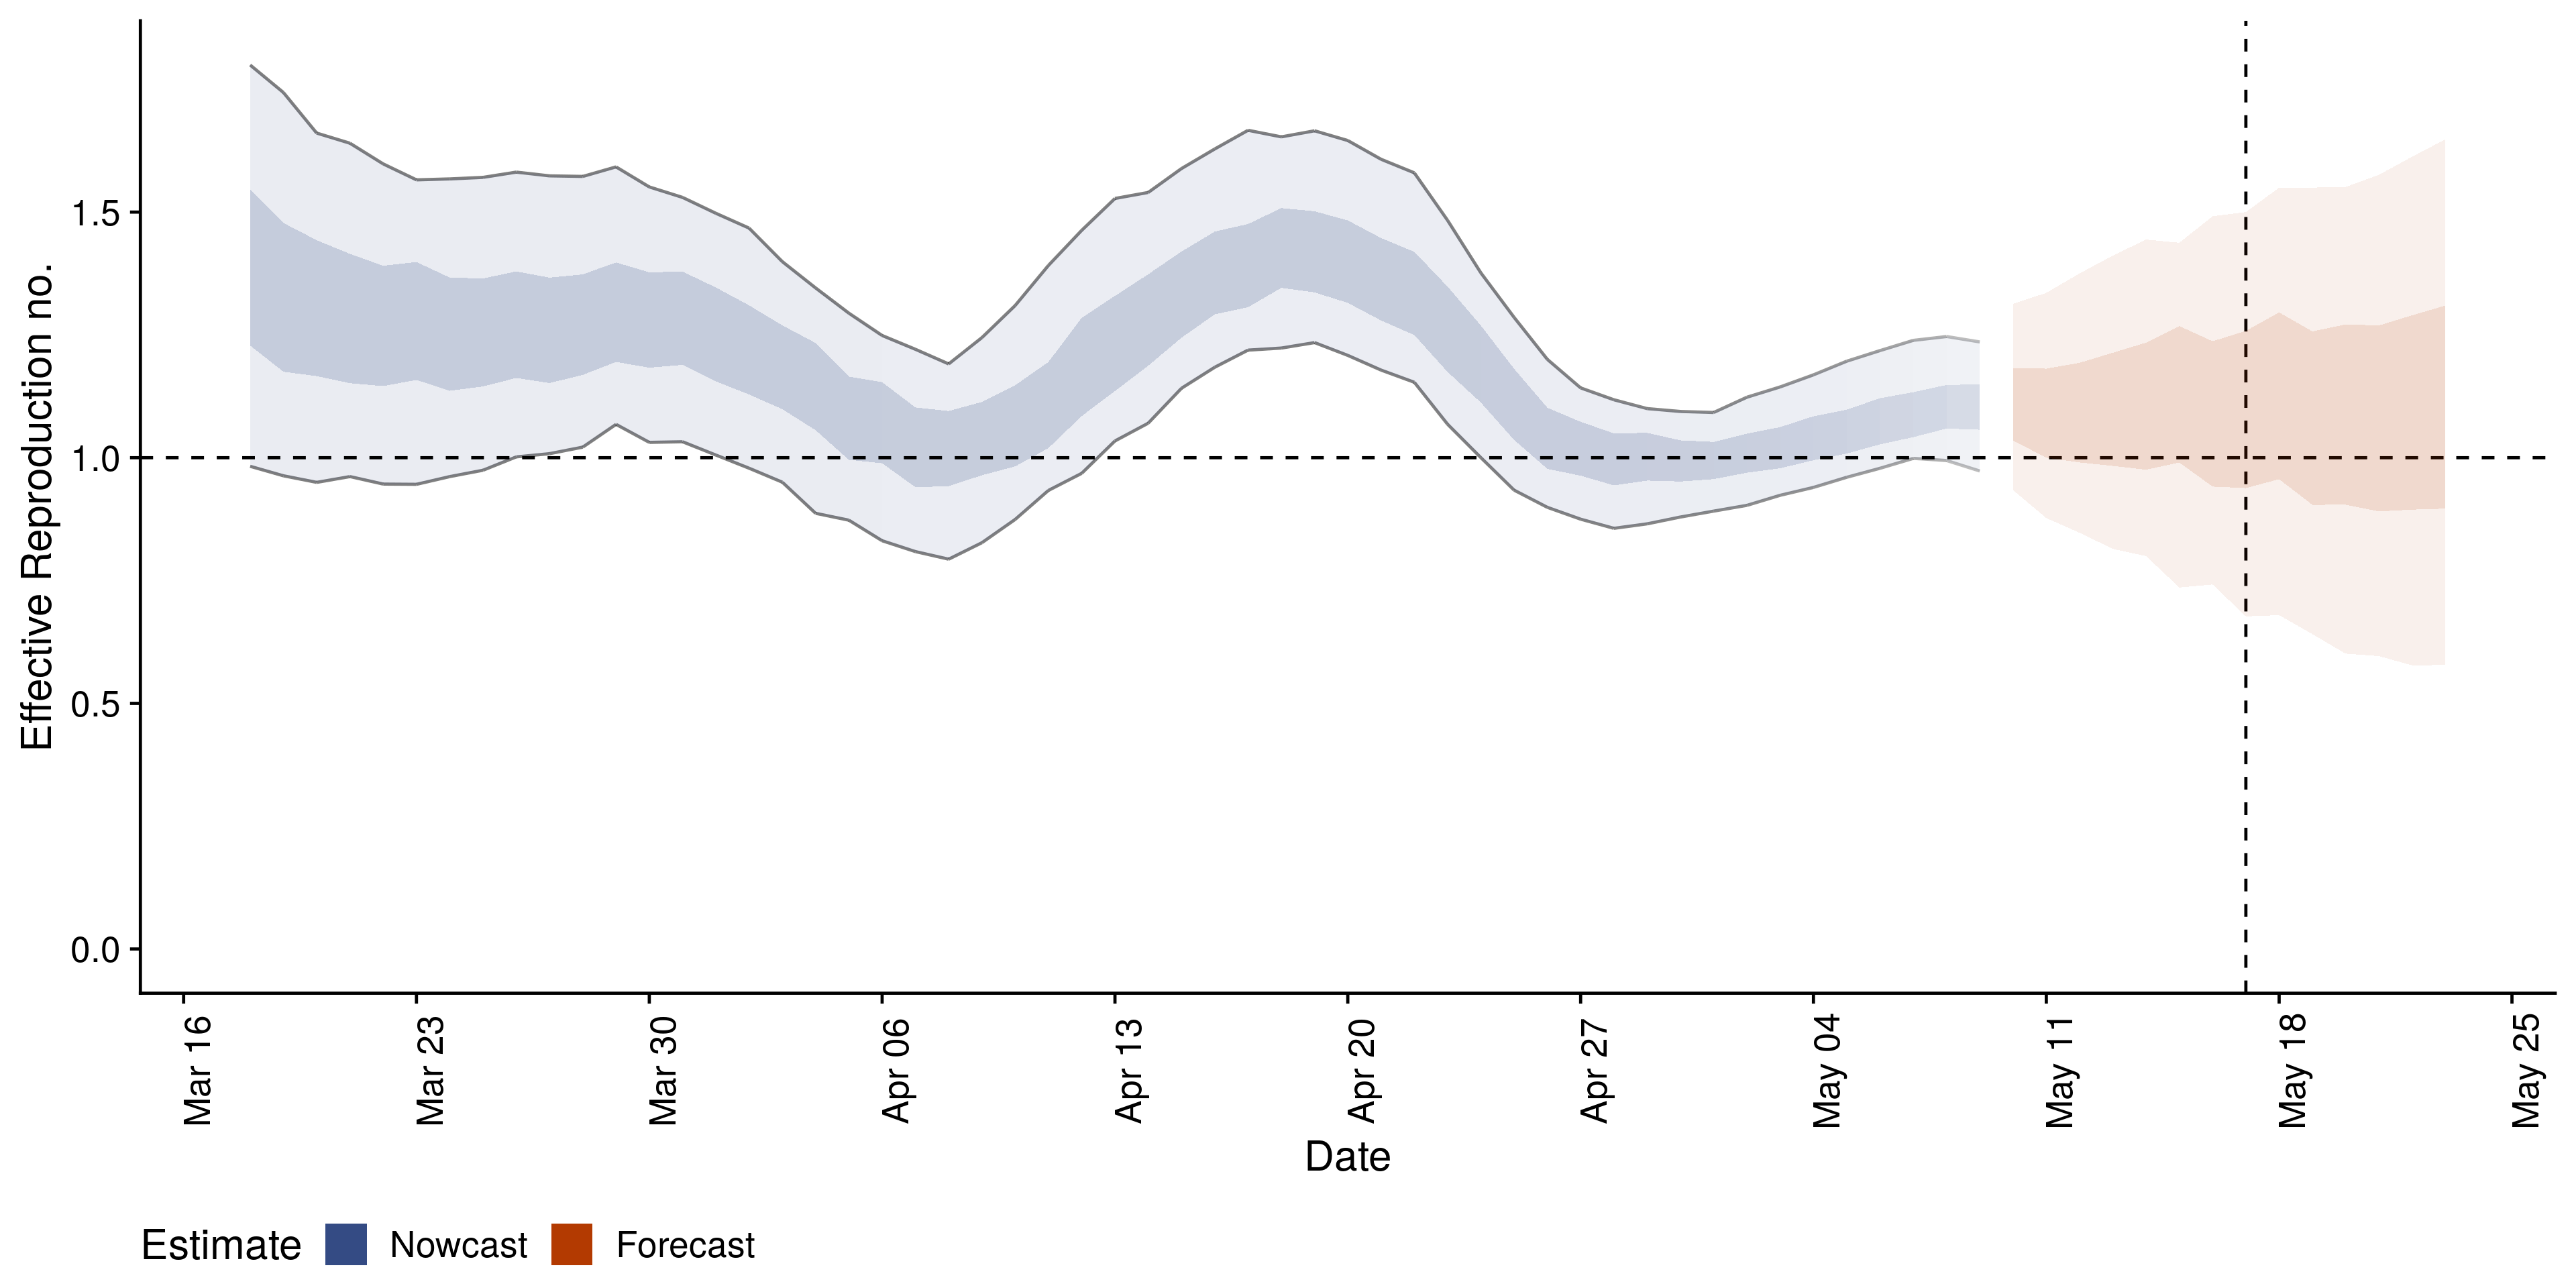 Effective Reproduction no.
1.5
1.0
0.5
0.0
Mar 16
Mar 23
Mar 30
Apr 06
Apr 13
Apr 20
Apr 27
May 04
May 11
May 18
May 25
Date
Estimate Nowcast Forecast